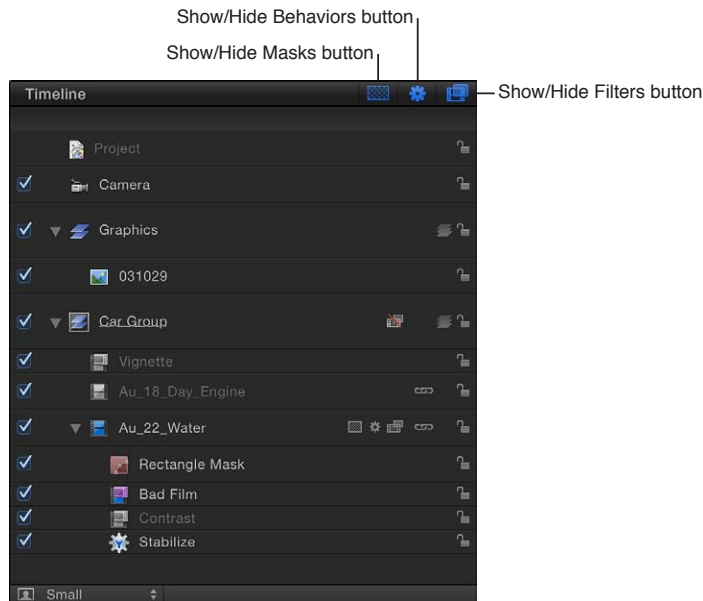 Show/Hide Behaviors button
Show/Hide Masks button
Show/Hide Filters button
Timeline
Project
Camera
Graphics
031029
Car Group
Vignette
Au_18_Day_Engine
Au_22_Water
Rectangle Mask
Bad Film
Contrast
Stabilize
Small